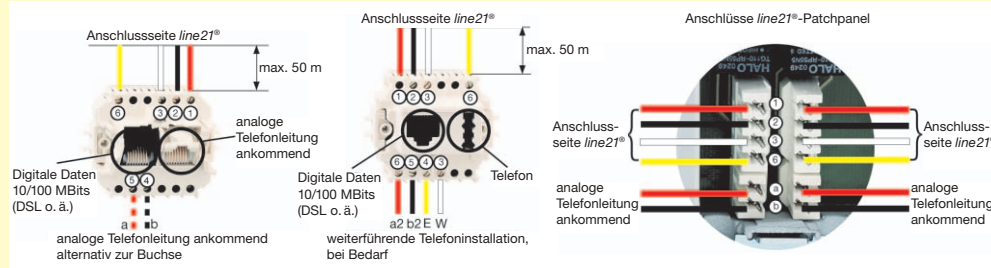 Anschlussseite line21®
max. 50 m
6
3
2
1
analoge
Telefonleitung
ankommend
Digitale Daten
10/100 MBits
(DSL o. ä.)
5
4
a
b
analoge Telefonleitung ankommend
alternativ zur Buchse
Anschlussseite line21®
max. 50 m
1
2
3
6
Digitale Daten
10/100 MBits
(DSL o. ä.)
Telefon
6
5
4
3
a2 b2 E W
weiterführende Telefoninstallation,
bei Bedarf
Anschlüsse line21®-Patchpanel
HALO
HALO
1
2
3
6
a
b
Anschluss-
seite line21®
Anschluss-
seite line21®
analoge
Telefonleitung
ankommend
analoge
Telefonleitung
ankommend